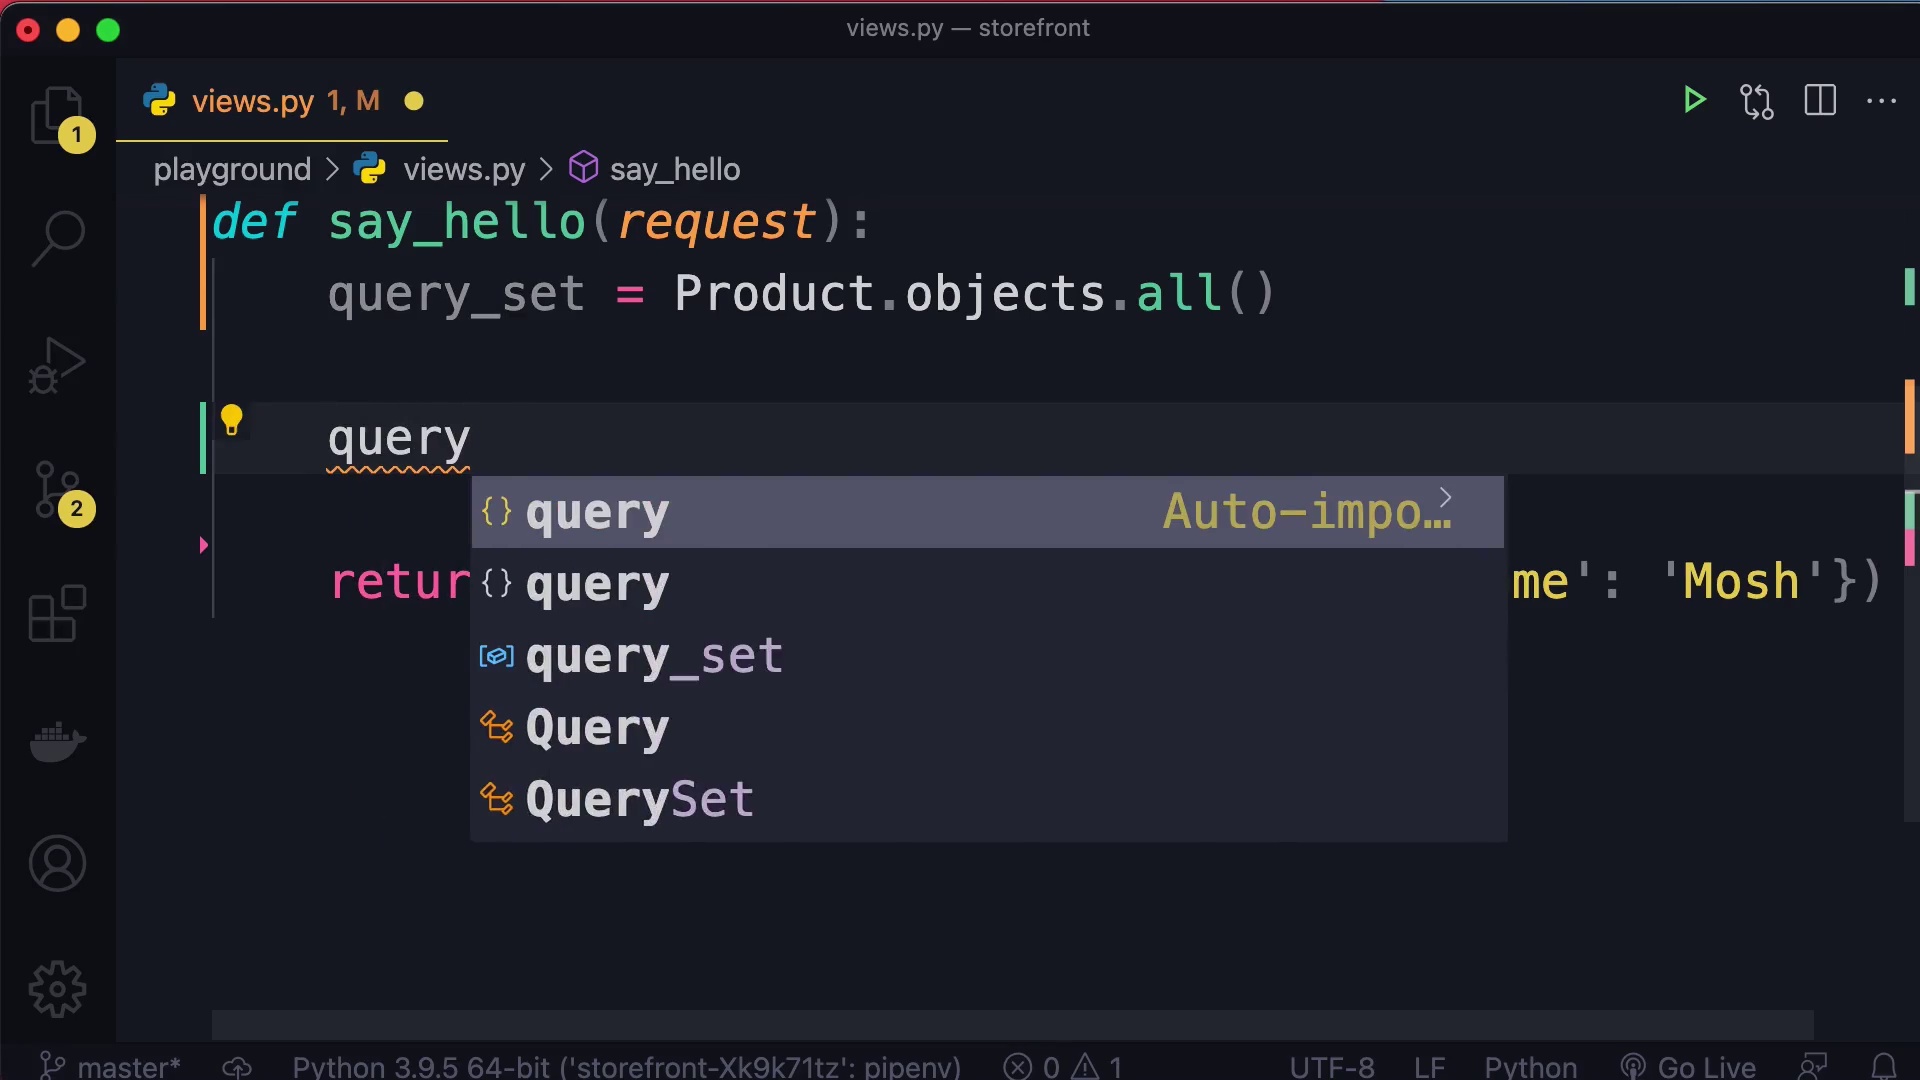 views.py — storefront
1
views.py 1, M
playground > views.py > say_hello
def say_hello(request):
query_set = Product.objects.all()
query
query Auto-impo…
query
retur me': 'Mosh'})
query_set
Query
QuerySet
2
master* Python 3.9.5 64-bit ('storefront-Xk9k71tz': pipenv) 0 1 UTF-8 LF Python Go Live